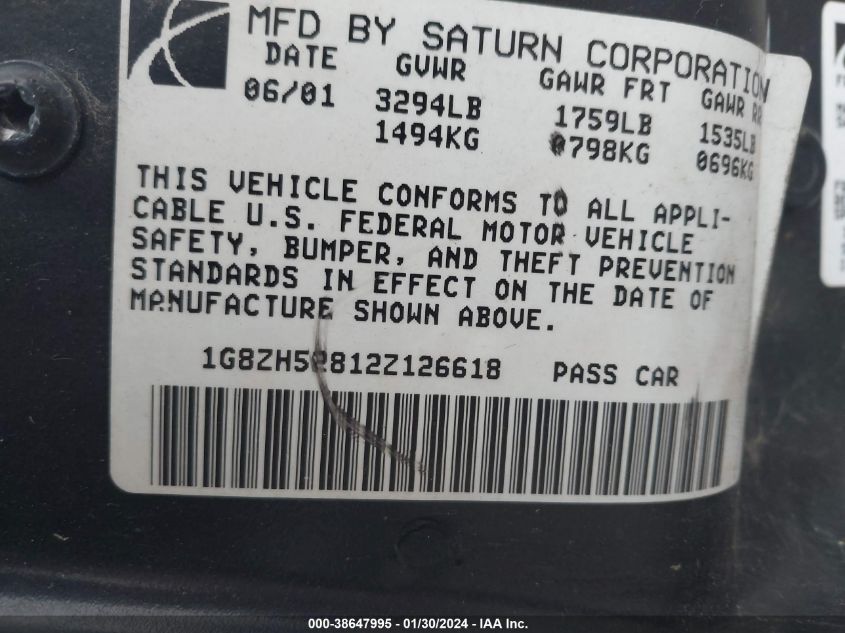 MFD BY SATURN CORPORATION
DATE GVWR GAWR FRT GAWR RR
06/01 3294LB 1759LB 1535LB
1494KG 0798KG 0696KG
THIS VEHICLE CONFORMS TO ALL APPLI-
CABLE U.S. FEDERAL MOTOR VEHICLE
SAFETY, BUMPER, AND THEFT PREVENTION
STANDARDS IN EFFECT ON THE DATE OF
MANUFACTURE SHOWN ABOVE.
1G8ZH52812Z126618 PASS CAR
000-38647995 - 01/30/2024 - IAA Inc.